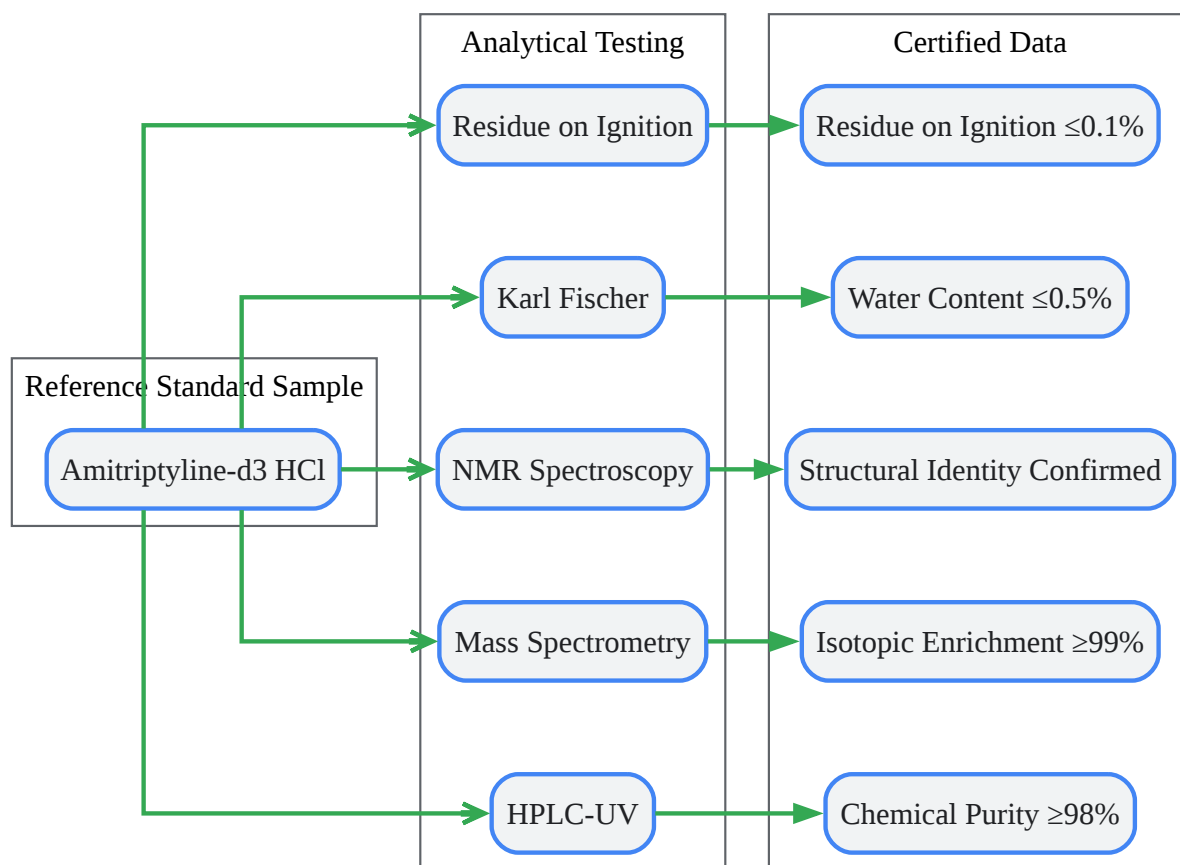 Analytical Testing
Certified Data
Residue on Ignition
Residue on Ignition ≤0.1%
Karl Fischer
Water Content ≤0.5%
Reference Standard Sample
Amitriptyline-d3 HCl
NMR Spectroscopy
Structural Identity Confirmed
Mass Spectrometry
Isotopic Enrichment ≥99%
HPLC-UV
Chemical Purity ≥98%